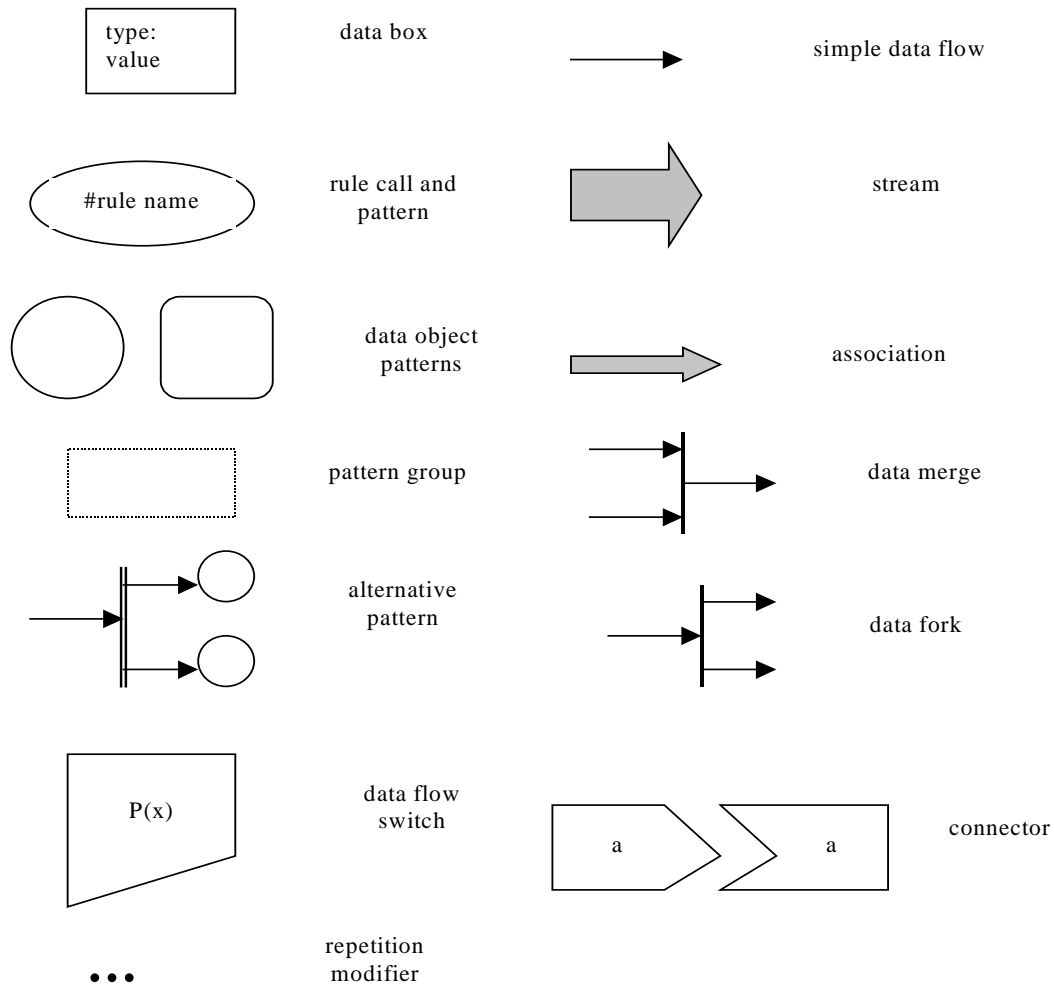 type:
value
data box
simple data flow
#rule name
rule call and
pattern
stream
data object
patterns
association
pattern group
data merge
alternative
pattern
data fork
P(x)
data flow
switch
a
a
connector
repetition
modifier